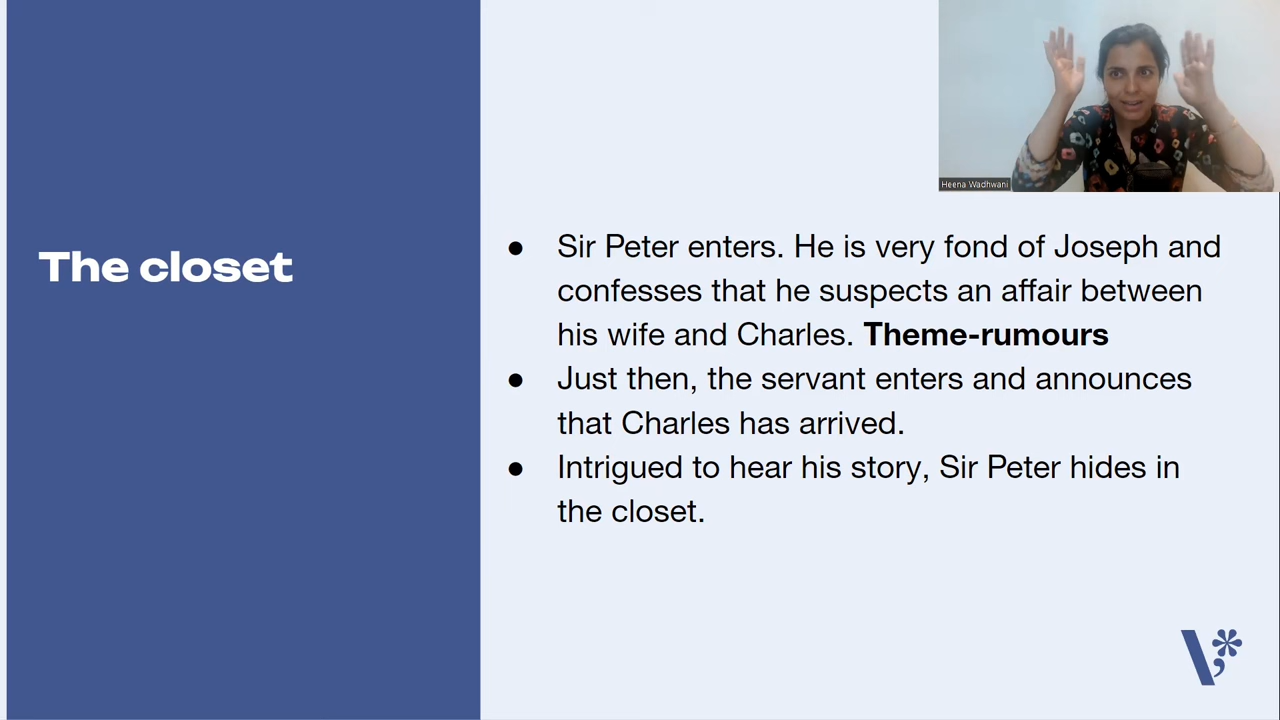 Heena Wadhwani
The closet
● Sir Peter enters. He is very fond of Joseph and
confesses that he suspects an affair between
his wife and Charles. Theme-rumours
● Just then, the servant enters and announces
that Charles has arrived.
● Intrigued to hear his story, Sir Peter hides in
the closet.